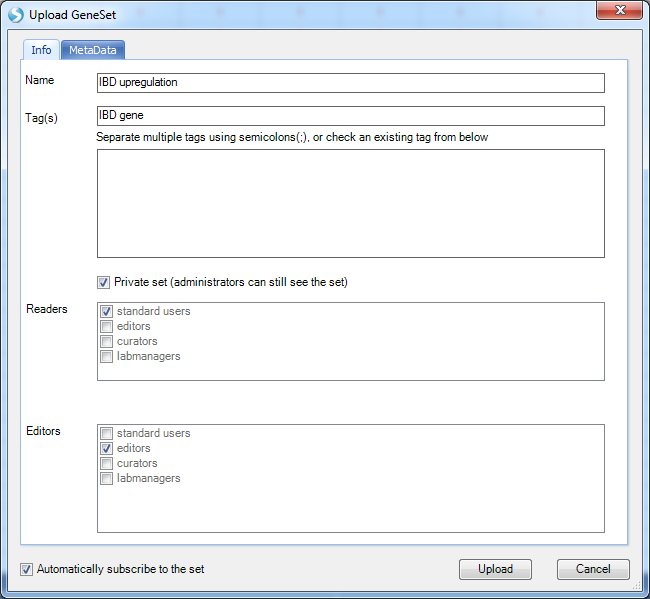 Upload GeneSet
Info MetaData
Name IBD upregulation
Tag(s) IBD gene
Separate multiple tags using semicolons(;), or check an existing tag from below
Private set (administrators can still see the set)
Readers standard users
editors
curators
labmanagers
Editors standard users
editors
curators
labmanagers
Automatically subscribe to the set Upload Cancel